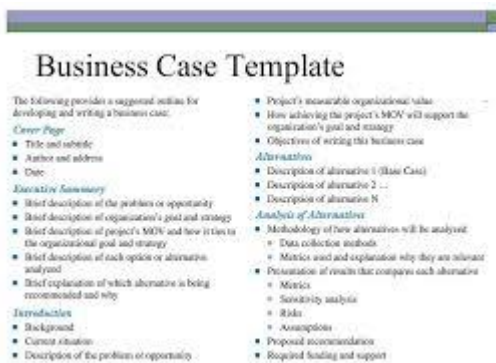 Business Case Template
The following provides a suggested outline for
developing and writing a business case:
Cover Page
Title and subtitle
Author and address
Date
Executive Summary
Brief description of the problem or opportunity
Brief description of organization's goal and strategy
Brief description of project's MOV and how it ties to
the organizational goal and strategy
Brief description of each option or alternative
analyzed
Brief explanation of which alternative is being
recommended and why
Introduction
Background
Current situation
Description of the problem or opportunity
Project's measurable organizational value
How achieving the project's MOV will support the
organization's goal and strategy
Objectives of writing this business case
Alternatives
Description of alternative 1 (Base Case)
Description of alternative 2 ...
Description of alternative N
Analysis of Alternatives
Methodology of how alternatives will be analyzed
Data collection methods
Metrics used and explanation why they are relevant
Presentation of results that compares each alternative
Metrics
Sensitivity analysis
Risks
Assumptions
Proposed recommendation
Required funding and support